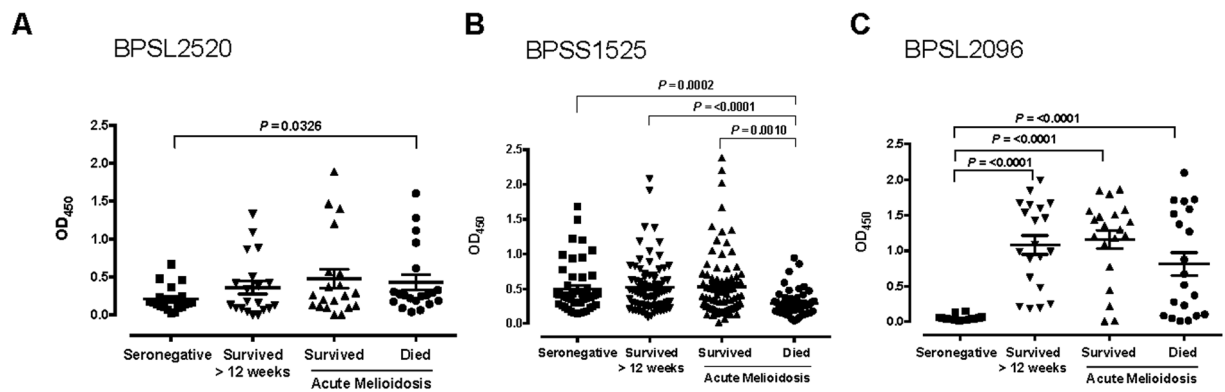 A
BPSL2520
P = 0.0326
2.5
2.0
1.5
1.0
0.5
0.0
OD450
Seronegative Survived Survived Died
> 12 weeks Acute Melioidosis
B
BPSS1525
P = 0.0002
P = <0.0001
P = 0.0010
2.5
2.0
1.5
1.0
0.5
0.0
OD450
Seronegative Survived Survived Died
> 12 weeks Acute Melioidosis
C
BPSL2096
P = <0.0001
P = <0.0001
P = <0.0001
2.5
2.0
1.5
1.0
0.5
0.0
OD450
Seronegative Survived Survived Died
> 12 weeks Acute Melioidosis